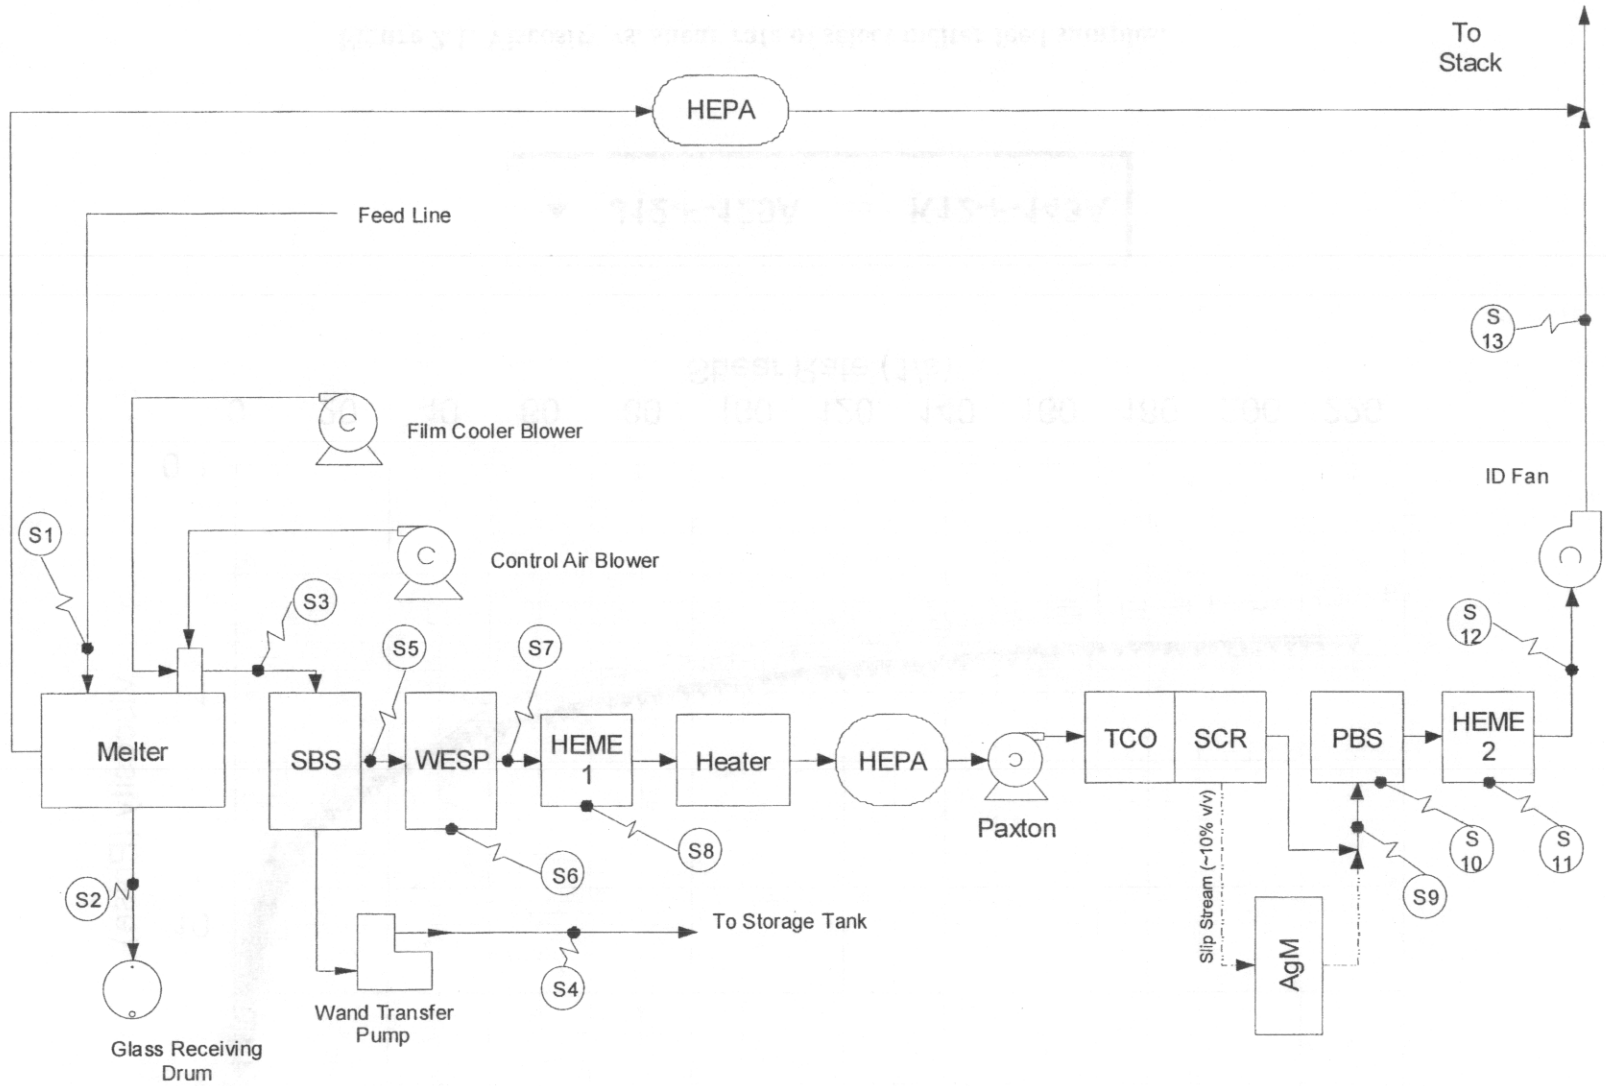 To
Stack
HEPA
Feed Line
Film Cooler Blower
Control Air Blower
ID Fan
S
13
S1
S3
S5
S7
S
12
Melter
SBS
WESP
HEME
1
Heater
HEPA
Paxton
TCO
SCR
PBS
HEME
2
S2
S6
S8
S9
S
10
S
11
Slip Stream (~10% v/v)
AgM
To Storage Tank
S4
Wand Transfer
Pump
Glass Receiving
Drum